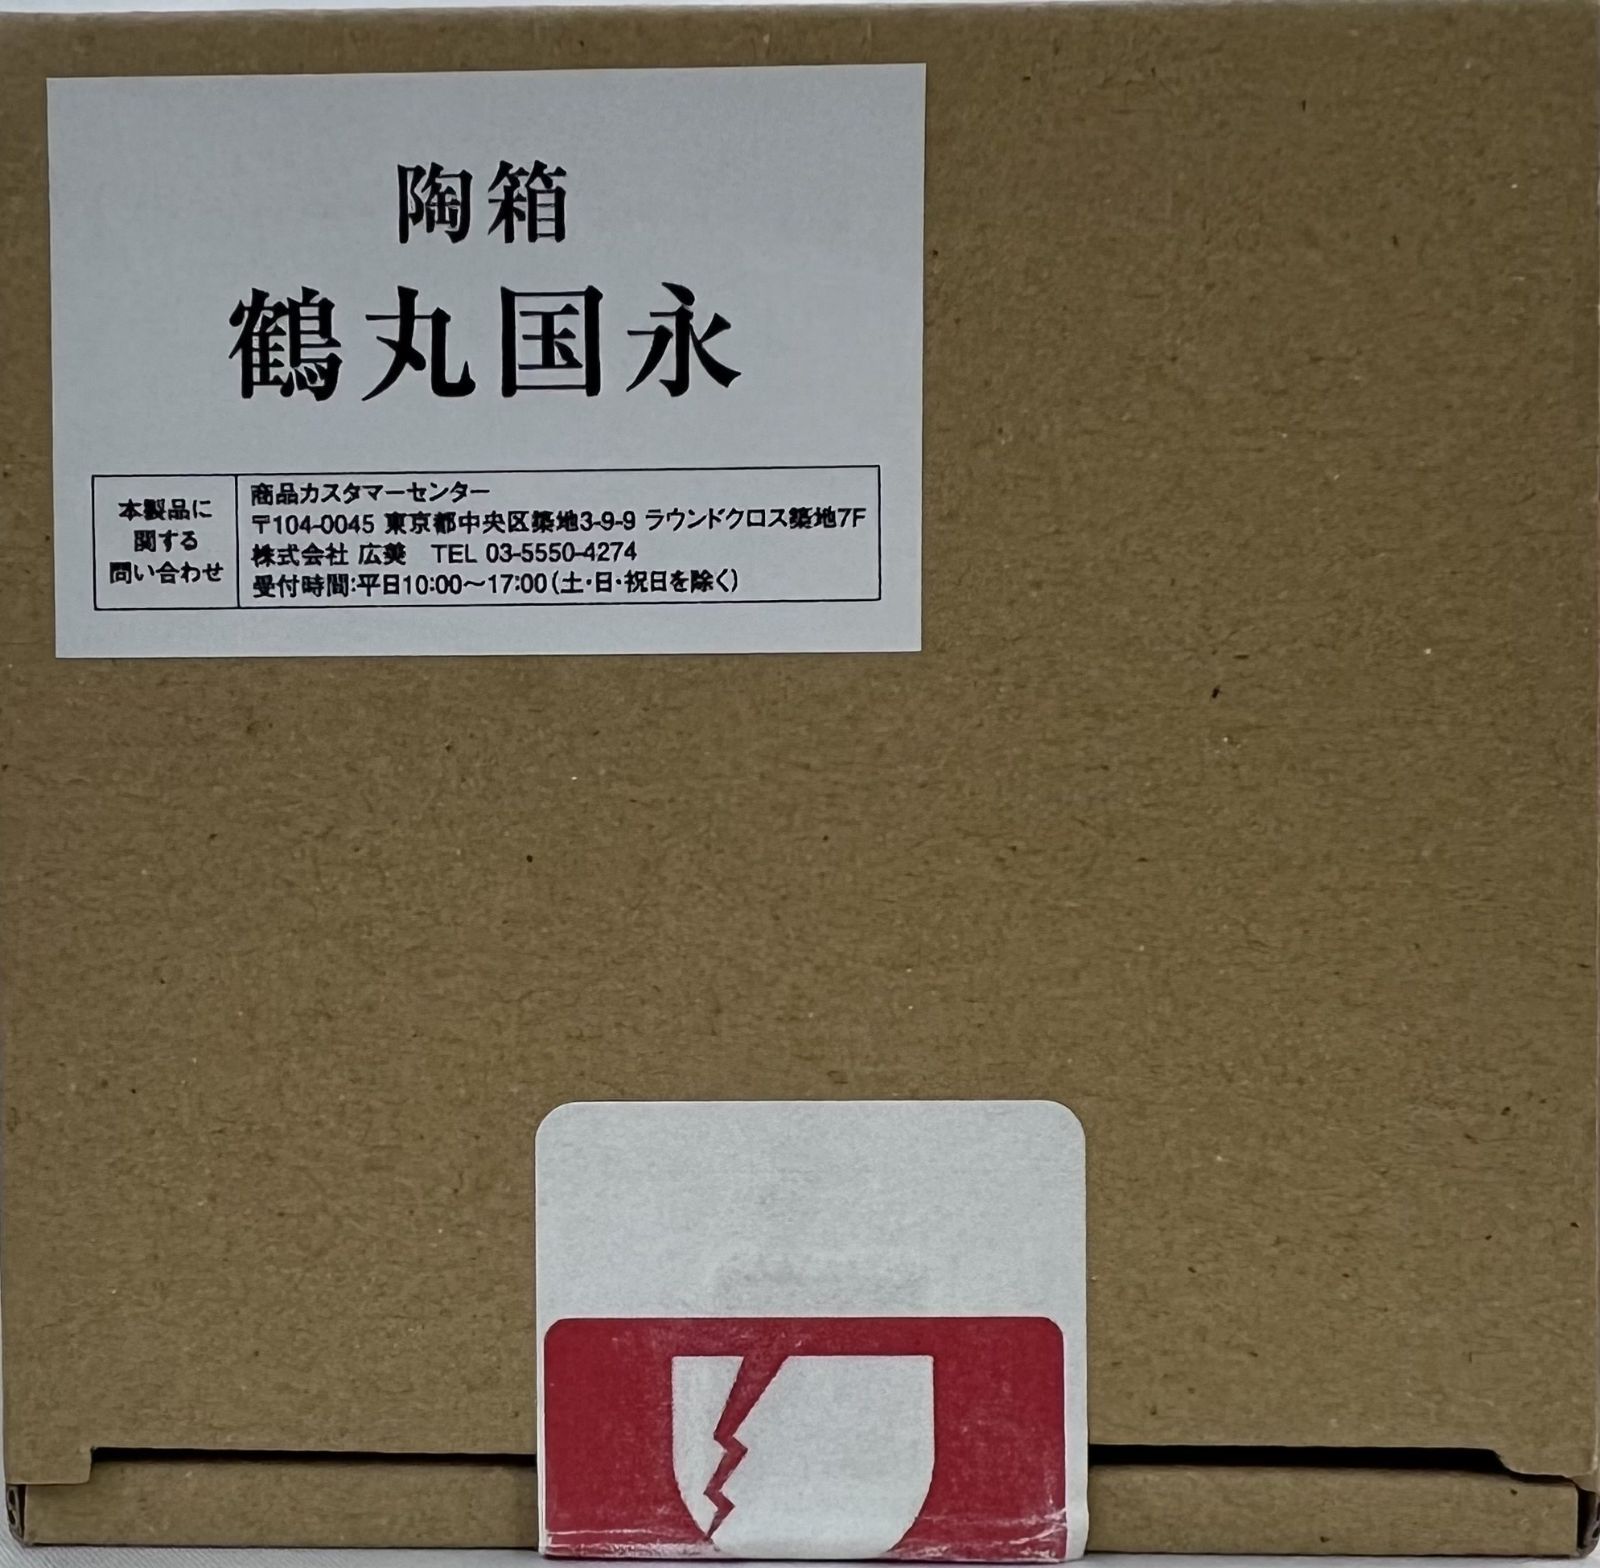 陶箱
鶴丸国永
本製品に
関する
問い合わせ
商品カスタマーセンター
〒104-0045 東京都中央区築地3-9-9 ラウンドクロス築地7F
株式会社 広美　TEL 03-5550-4274
受付時間:平日10:00～17:00(土・日・祝日を除く)